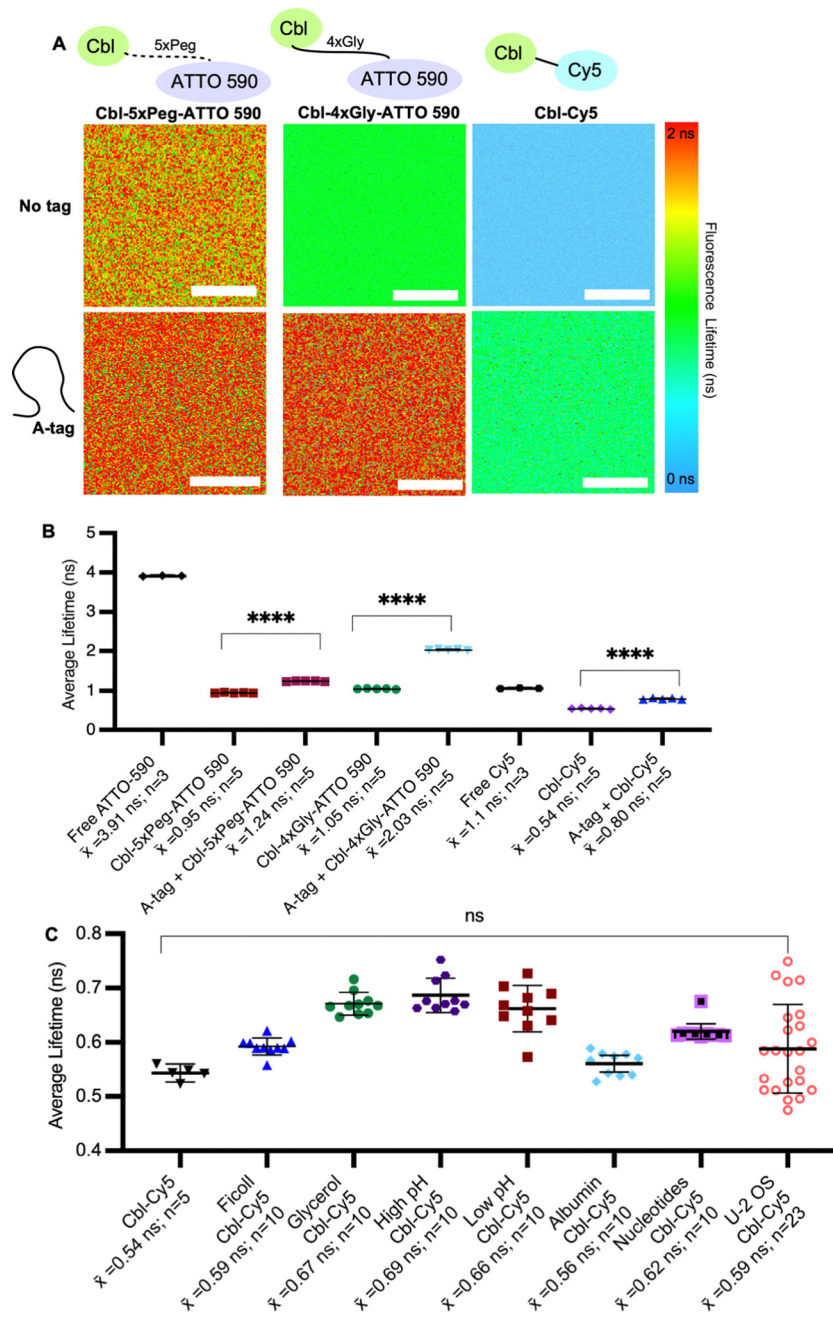 A
Cbl
5xPeg
ATTO 590
Cbl
4xGly
ATTO 590
Cbl
Cy5
Cbl-5xPeg-ATTO 590
Cbl-4xGly-ATTO 590
Cbl-Cy5
No tag
A-tag
2 ns
Fluorescence Lifetime (ns)
0 ns
B
Average Lifetime (ns)
5
4
3
2
1
0
****
****
****
Free ATTO-590
x̄ =3.91 ns; n=3
Cbl-5xPeg-ATTO 590
x̄ =0.95 ns; n=5
A-tag + Cbl-5xPeg-ATTO 590
x̄ =1.24 ns; n=5
Cbl-4xGly-ATTO 590
x̄ =1.05 ns; n=5
A-tag + Cbl-4xGly-ATTO 590
x̄ =2.03 ns; n=5
Free Cy5
x̄ =1.1 ns; n=3
Cbl-Cy5
x̄ =0.54 ns; n=5
A-tag + Cbl-Cy5
x̄ =0.80 ns; n=5
C
Average Lifetime (ns)
0.8
0.7
0.6
0.5
0.4
ns
Cbl-Cy5
x̄ =0.54 ns; n=5
Ficoll
Cbl-Cy5
x̄ =0.59 ns; n=10
Glycerol
Cbl-Cy5
x̄ =0.67 ns; n=10
High pH
Cbl-Cy5
x̄ =0.69 ns; n=10
Low pH
Cbl-Cy5
x̄ =0.66 ns; n=10
Albumin
Cbl-Cy5
x̄ =0.56 ns; n=10
Nucleotides
Cbl-Cy5
x̄ =0.62 ns; n=10
U-2 OS
Cbl-Cy5
x̄ =0.59 ns; n=23